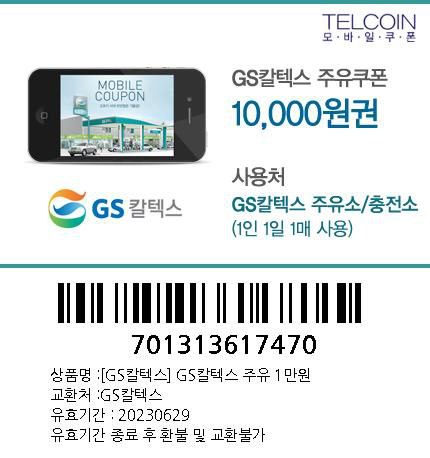 TELCOIN
모·바·일·쿠·폰
MOBILE
COUPON
GS칼텍스 주유쿠폰
10,000원권
사용처
GS칼텍스 주유소/충전소
(1인 1일 1매 사용)
GS 칼텍스
701313617470
상품명 :[GS칼텍스] GS칼텍스 주유 1만원
교환처 :GS칼텍스
유효기간 : 20230629
유효기간 종료 후 환불 및 교환불가